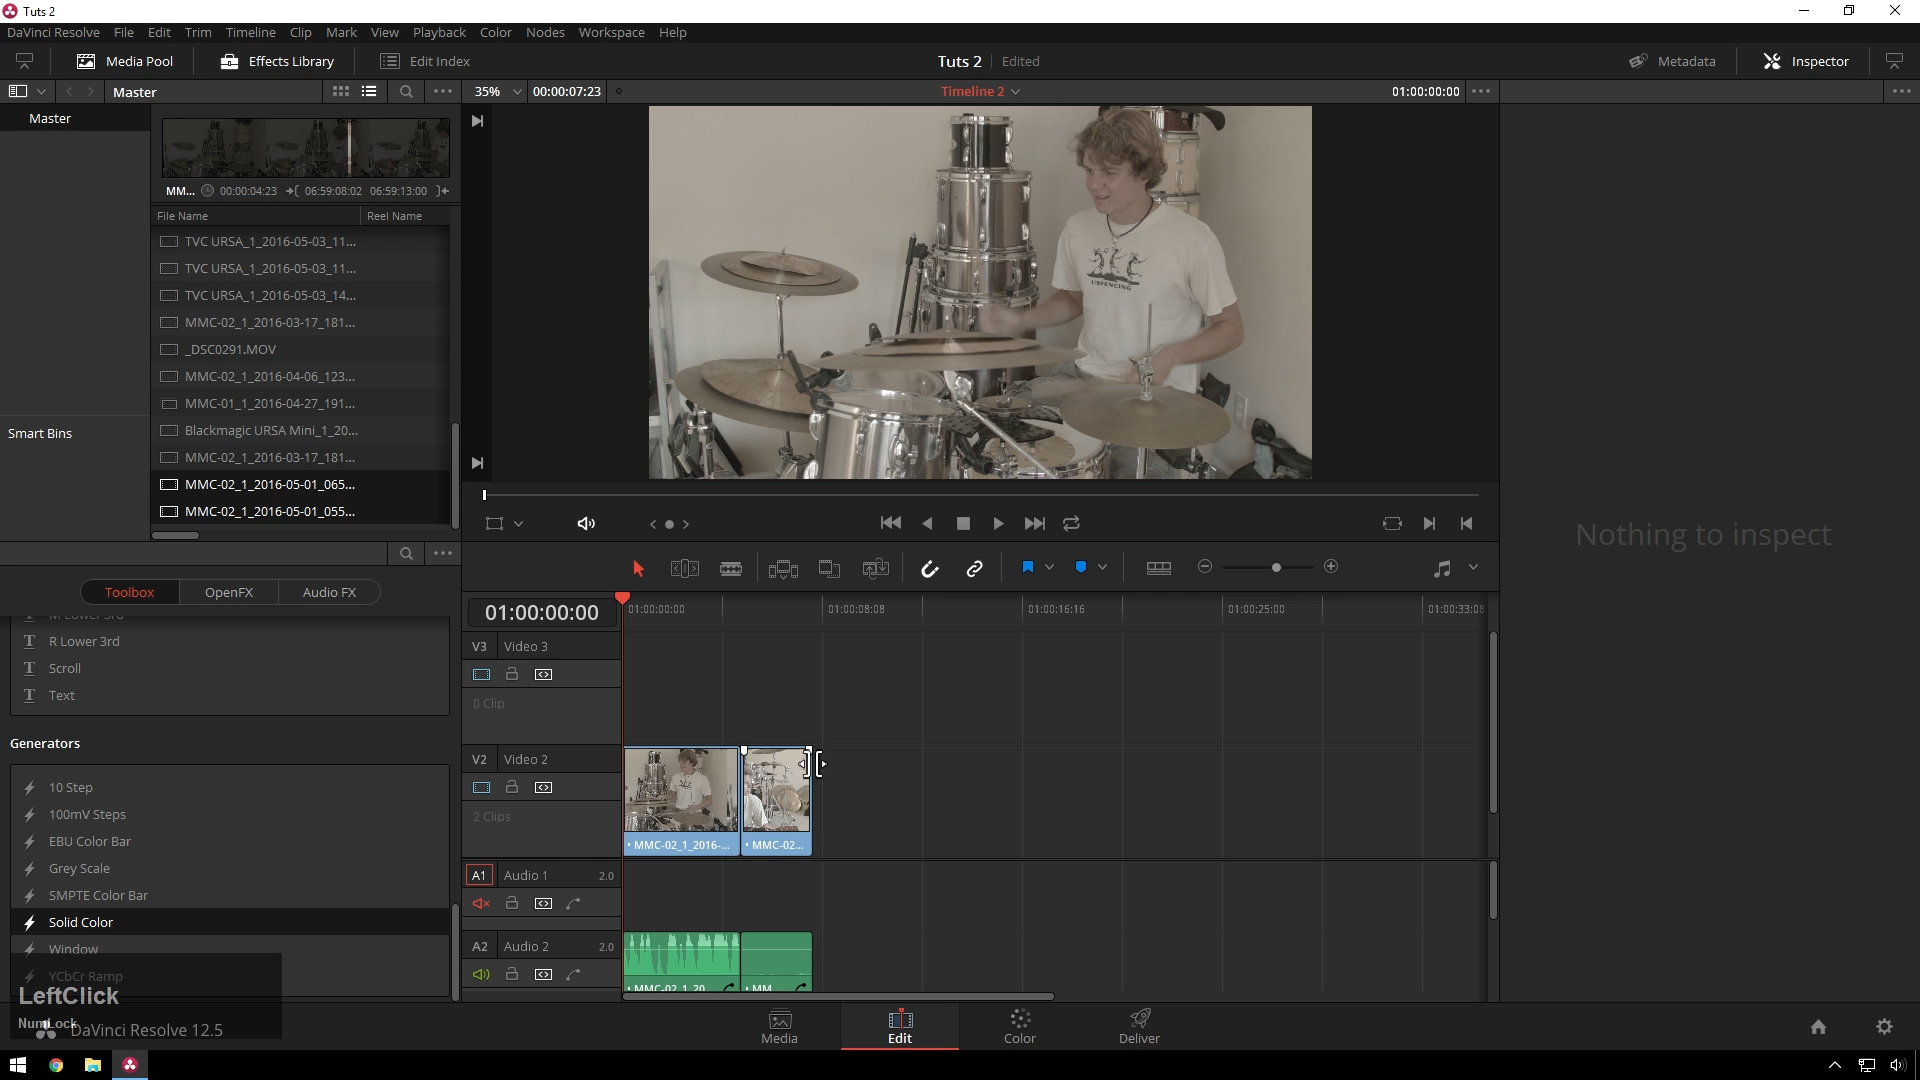 Tuts 2
DaVinci Resolve File Edit Trim Timeline Clip Mark View Playback Color Nodes Workspace Help
Media Pool Effects Library Edit Index Tuts 2 Edited Metadata Inspector
Master 35% 00:00:07:23 Timeline 2 01:00:00:00
Master
MM... 00:00:04:23 06:59:08:02 06:59:13:00
File Name Reel Name
TVC URSA_1_2016-05-03_11...
TVC URSA_1_2016-05-03_11...
TVC URSA_1_2016-05-03_14...
MMC-02_1_2016-03-17_181...
_DSC0291.MOV
MMC-02_1_2016-04-06_123...
MMC-01_1_2016-04-27_191...
Blackmagic URSA Mini_1_20...
MMC-02_1_2016-03-17_181...
MMC-02_1_2016-05-01_065...
MMC-02_1_2016-05-01_055...
Smart Bins
USFENCING
Nothing to inspect
Toolbox OpenFX Audio FX
M Lower 3rd
R Lower 3rd
Scroll
Text
Generators
10 Step
100mV Steps
EBU Color Bar
Grey Scale
SMPTE Color Bar
Solid Color
Window
YCbCr Ramp
LeftClick
NumLock
DaVinci Resolve 12.5
01:00:00:00 01:00:00:00 01:00:08:08 01:00:16:16 01:00:25:00 01:00:33:08
V3 Video 3
0 Clip
V2 Video 2
2 Clips
MMC-02_1_2016-... MMC-02...
A1 Audio 1 2.0
A2 Audio 2 2.0
MMC-02_1_20 MM
Media Edit Color Deliver